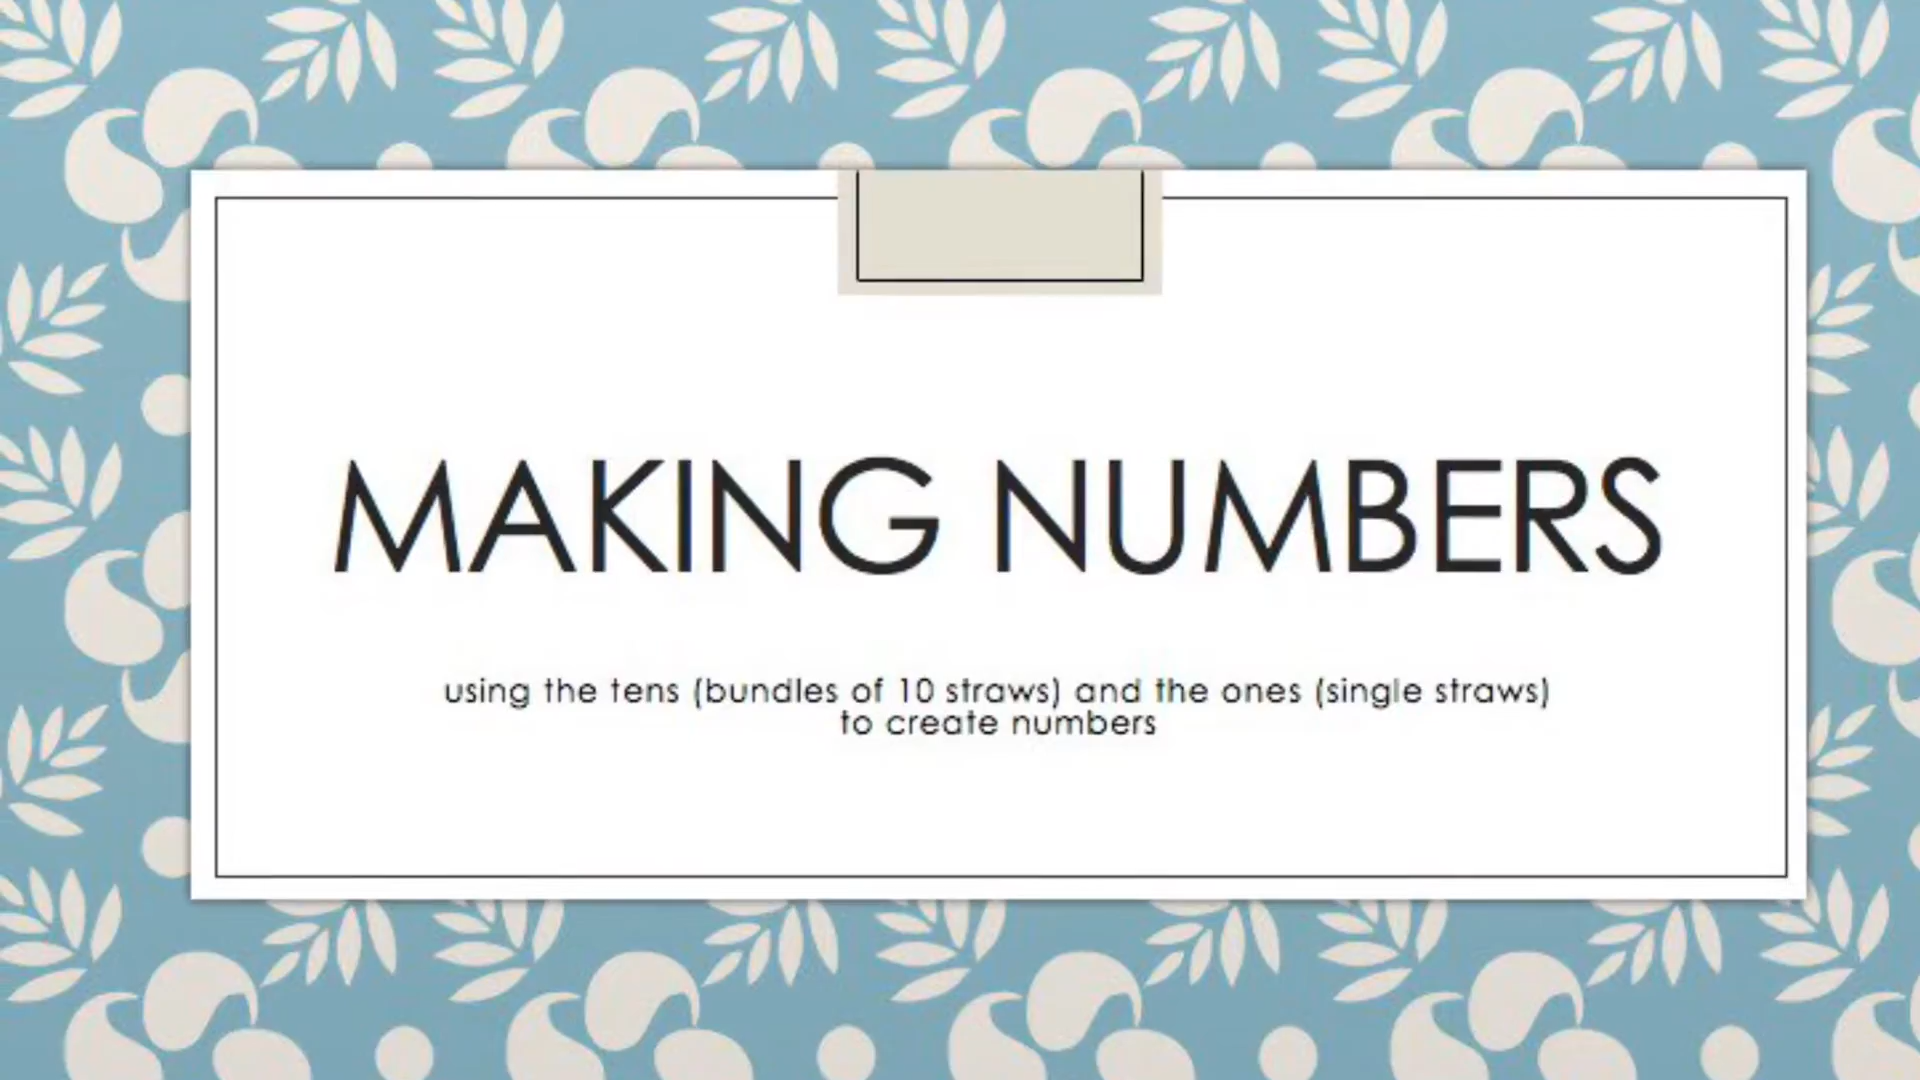 MAKING NUMBERS
using the tens (bundles of 10 straws) and the ones (single straws)
to create numbers